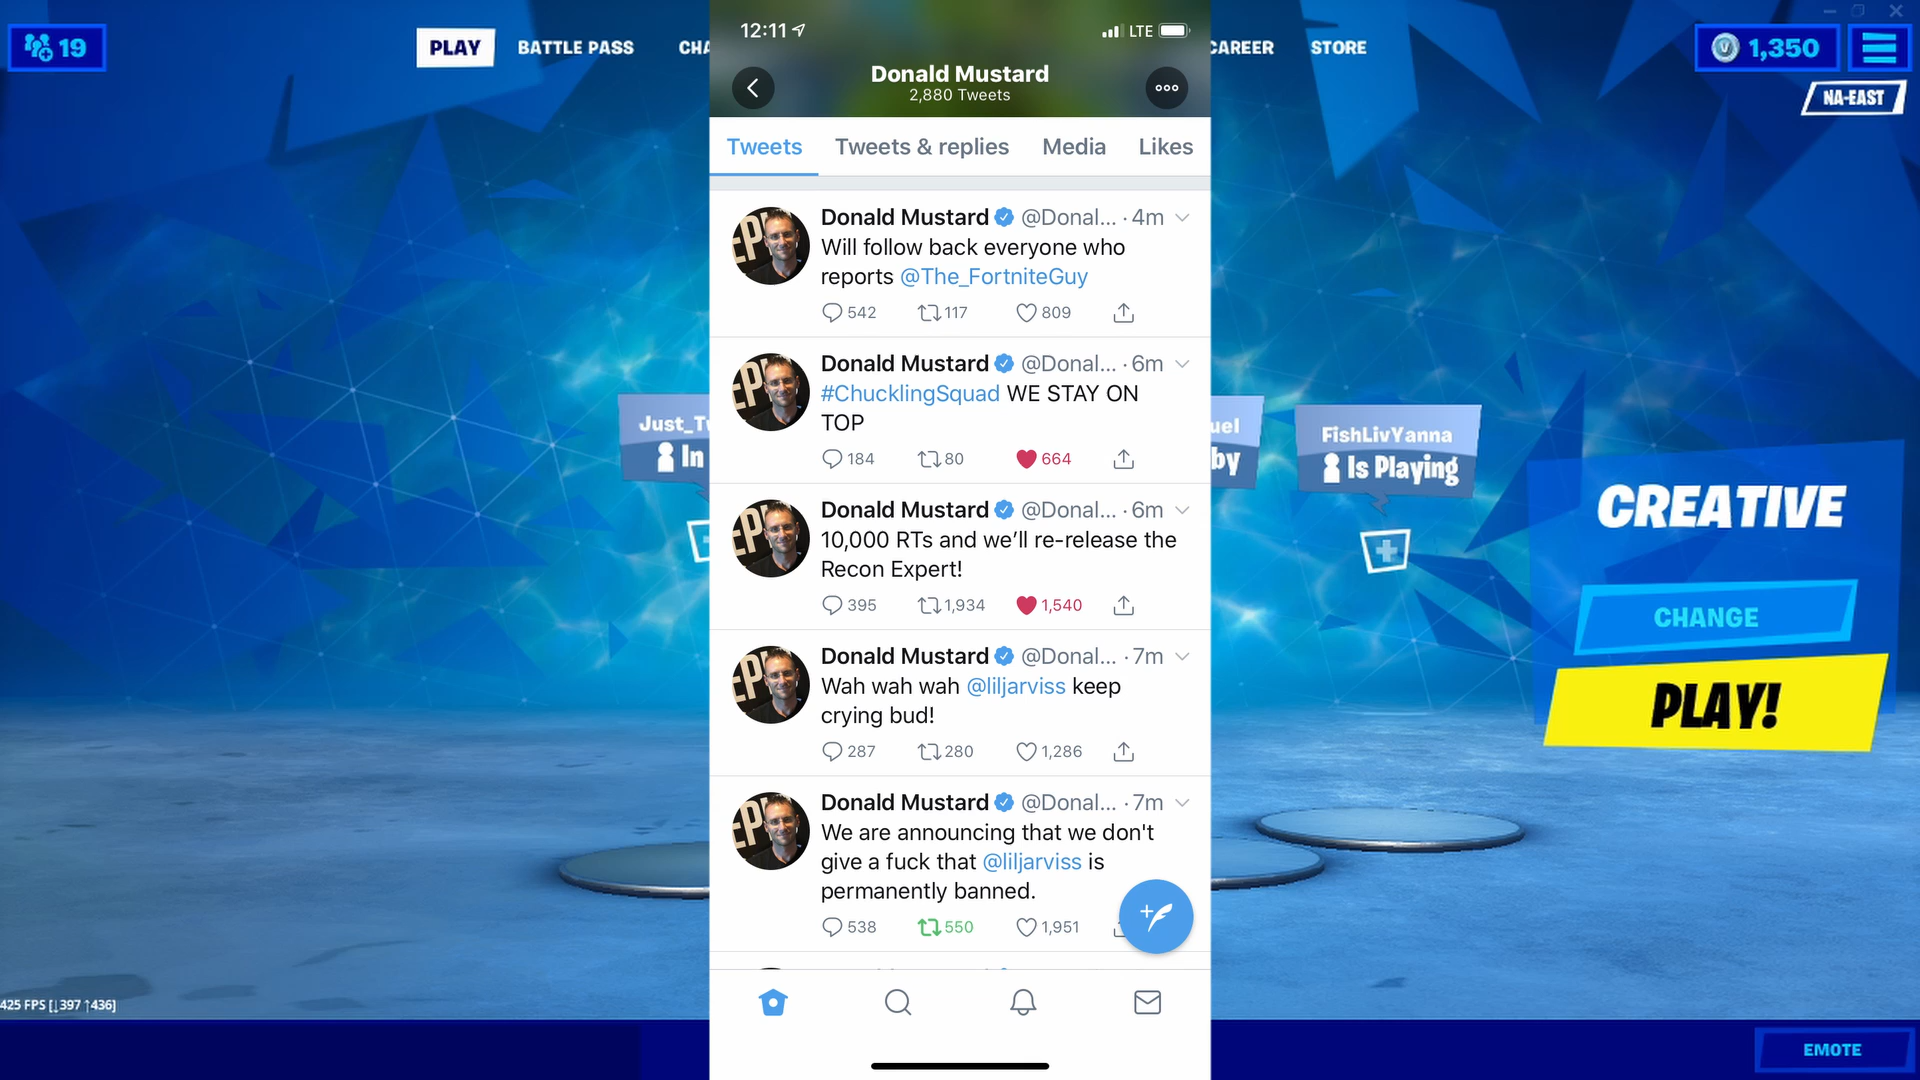 19
PLAY
BATTLE PASS
CHA
CAREER
STORE
1,350
NA-EAST
12:11
LTE
Donald Mustard
2,880 Tweets
Tweets
Tweets & replies
Media
Likes
Donald Mustard @Donal... · 4m
Will follow back everyone who
reports @The_FortniteGuy
542 117 809
Donald Mustard @Donal... · 6m
#ChucklingSquad WE STAY ON
TOP
184 80 664
Donald Mustard @Donal... · 6m
10,000 RTs and we’ll re-release the
Recon Expert!
395 1,934 1,540
Donald Mustard @Donal... · 7m
Wah wah wah @liljarviss keep
crying bud!
287 280 1,286
Donald Mustard @Donal... · 7m
We are announcing that we don't
give a fuck that @liljarviss is
permanently banned.
538 550 1,951
Just_Tw
In
uel
by
FishLivYanna
Is Playing
CREATIVE
CHANGE
PLAY!
425 FPS [↓397 ↑436]
EMOTE